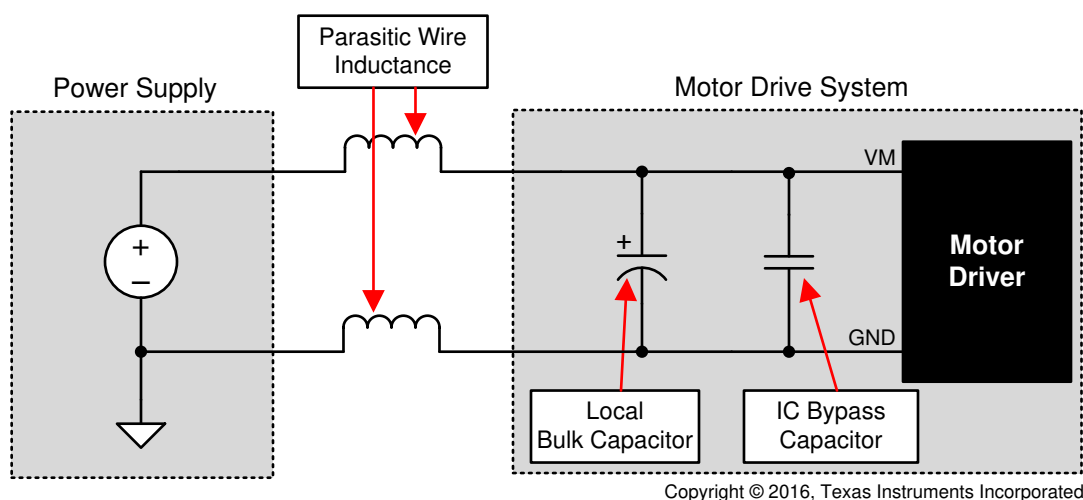 Parasitic Wire
Inductance
Power Supply
Motor Drive System
VM
+
–
+
Motor
Driver
GND
Local
Bulk Capacitor
IC Bypass
Capacitor
Copyright © 2016, Texas Instruments Incorporated